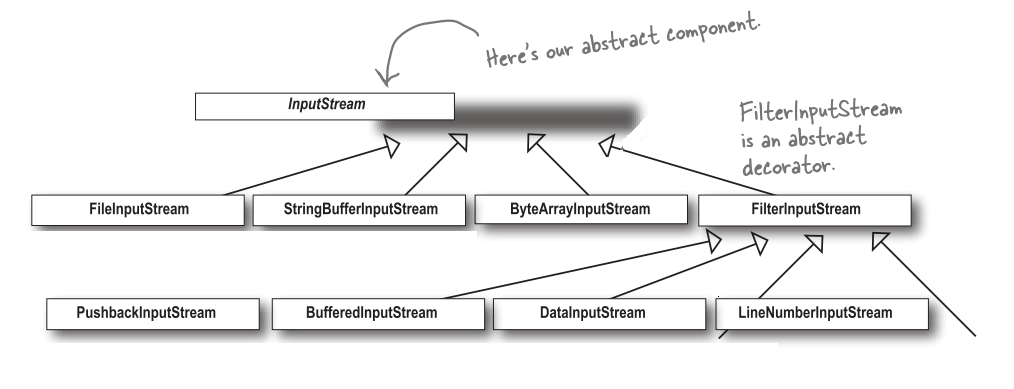 Here's our abstract component.
InputStream
FilterInputStream
is an abstract
decorator.
FileInputStream
StringBufferInputStream
ByteArrayInputStream
FilterInputStream
PushbackInputStream
BufferedInputStream
DataInputStream
LineNumberInputStream